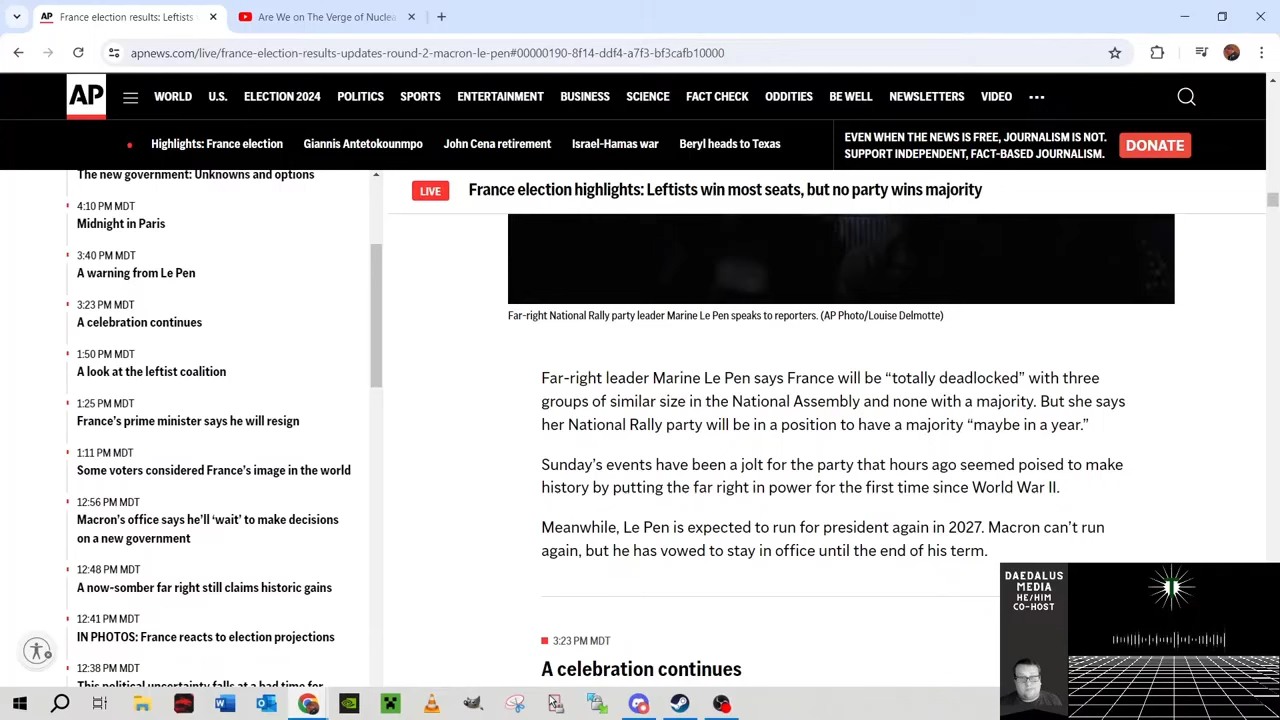 France election results: Leftists
Are We on The Verge of Nuclea
apnews.com/live/france-election-results-updates-round-2-macron-le-pen#00000190-8f14-ddf4-a7f3-bf3cafb10000
AP
WORLD U.S. ELECTION 2024 POLITICS SPORTS ENTERTAINMENT BUSINESS SCIENCE FACT CHECK ODDITIES BE WELL NEWSLETTERS VIDEO
Highlights: France election Giannis Antetokounmpo John Cena retirement Israel-Hamas war Beryl heads to Texas
EVEN WHEN THE NEWS IS FREE, JOURNALISM IS NOT.
SUPPORT INDEPENDENT, FACT-BASED JOURNALISM.
DONATE
The new government: Unknowns and options
4:10 PM MDT
Midnight in Paris
3:40 PM MDT
A warning from Le Pen
3:23 PM MDT
A celebration continues
1:50 PM MDT
A look at the leftist coalition
1:25 PM MDT
France's prime minister says he will resign
1:11 PM MDT
Some voters considered France's image in the world
12:56 PM MDT
Macron's office says he'll ‘wait’ to make decisions
on a new government
12:48 PM MDT
A now-somber far right still claims historic gains
12:41 PM MDT
IN PHOTOS: France reacts to election projections
12:38 PM MDT
This political uncertainty falls at a bad time for
LIVE
France election highlights: Leftists win most seats, but no party wins majority
Far-right National Rally party leader Marine Le Pen speaks to reporters. (AP Photo/Louise Delmotte)
Far-right leader Marine Le Pen says France will be “totally deadlocked” with three
groups of similar size in the National Assembly and none with a majority. But she says
her National Rally party will be in a position to have a majority “maybe in a year.”
Sunday’s events have been a jolt for the party that hours ago seemed poised to make
history by putting the far right in power for the first time since World War II.
Meanwhile, Le Pen is expected to run for president again in 2027. Macron can’t run
again, but he has vowed to stay in office until the end of his term.
3:23 PM MDT
A celebration continues
DAEDALUS
MEDIA
HE/HIM
CO-HOST